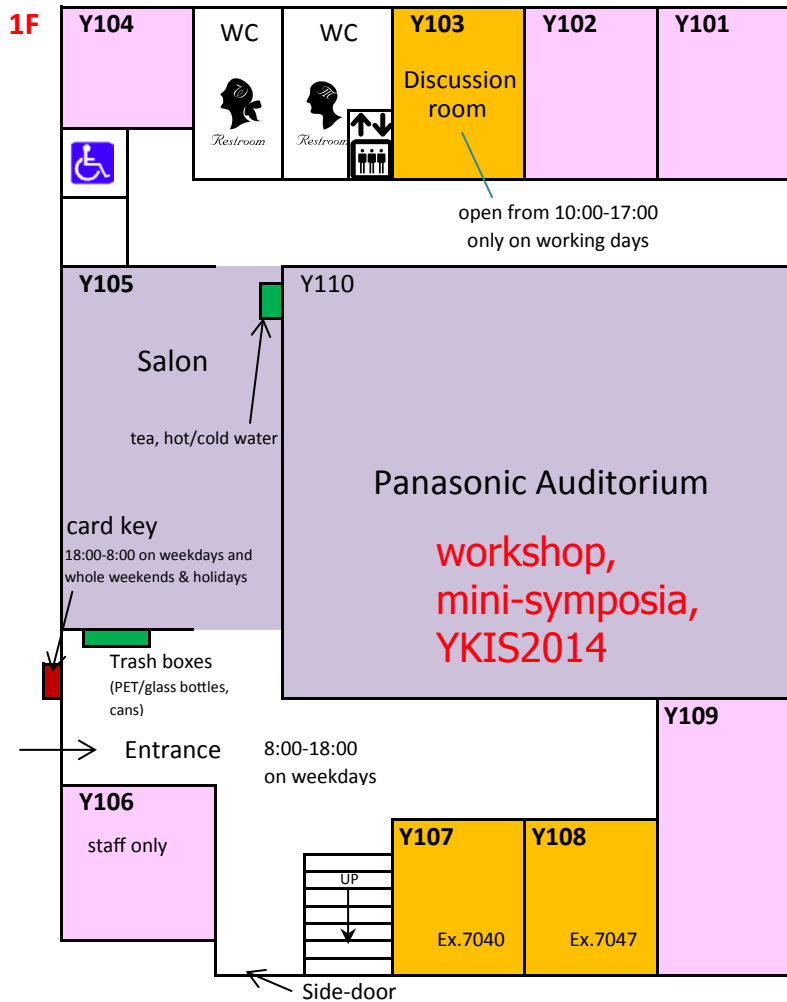 1F
Y104
WC
WC
Y103
Y102
Y101
Discussion
room
W
M
Restroom
Restroom
open from 10:00-17:00
only on working days
Y105
Y110
Salon
tea, hot/cold water
Panasonic Auditorium
card key
18:00-8:00 on weekdays and
whole weekends & holidays
workshop,
mini-symposia,
YKIS2014
Trash boxes
(PET/glass bottles,
cans)
Y109
Entrance
8:00-18:00
on weekdays
Y106
staff only
Y107
Y108
UP
Ex.7040
Ex.7047
Side-door